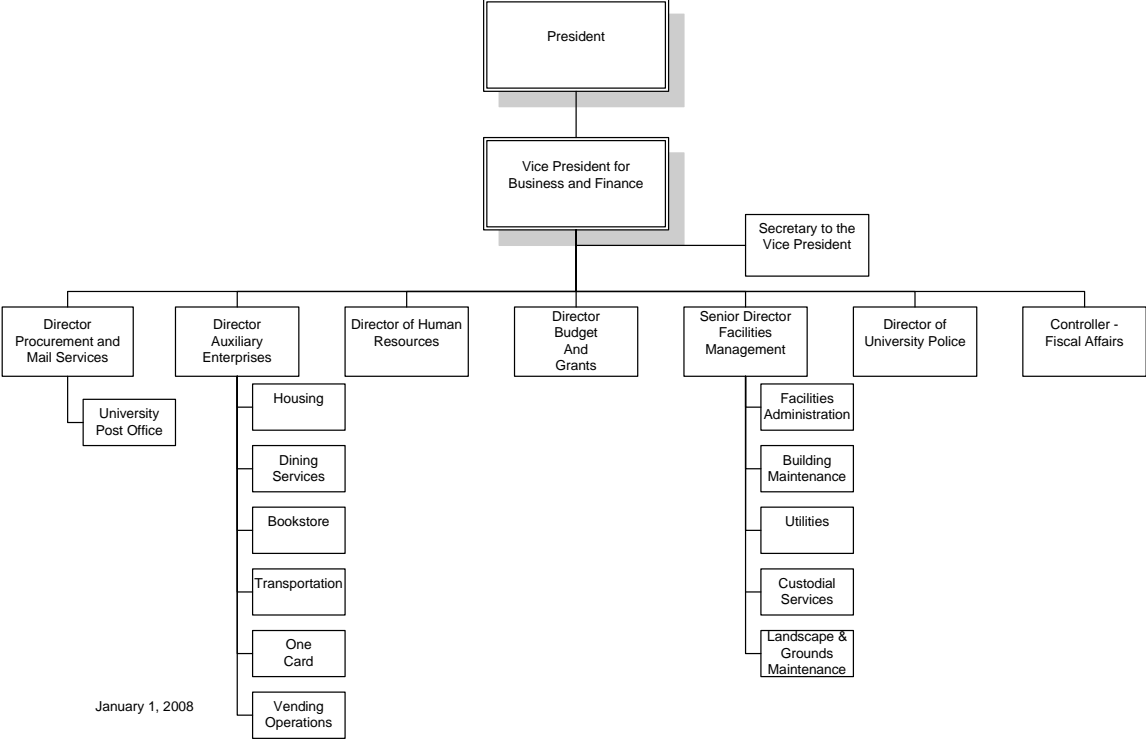 President
Vice President for
Business and Finance
Secretary to the
Vice President
Director
Procurement and
Mail Services
Director
Auxiliary
Enterprises
Director of Human
Resources
Director
Budget
And
Grants
Senior Director
Facilities
Management
Director of
University Police
Controller -
Fiscal Affairs
University
Post Office
Housing
Dining
Services
Bookstore
Transportation
One
Card
Vending
Operations
Facilities
Administration
Building
Maintenance
Utilities
Custodial
Services
Landscape &
Grounds
Maintenance
January 1, 2008